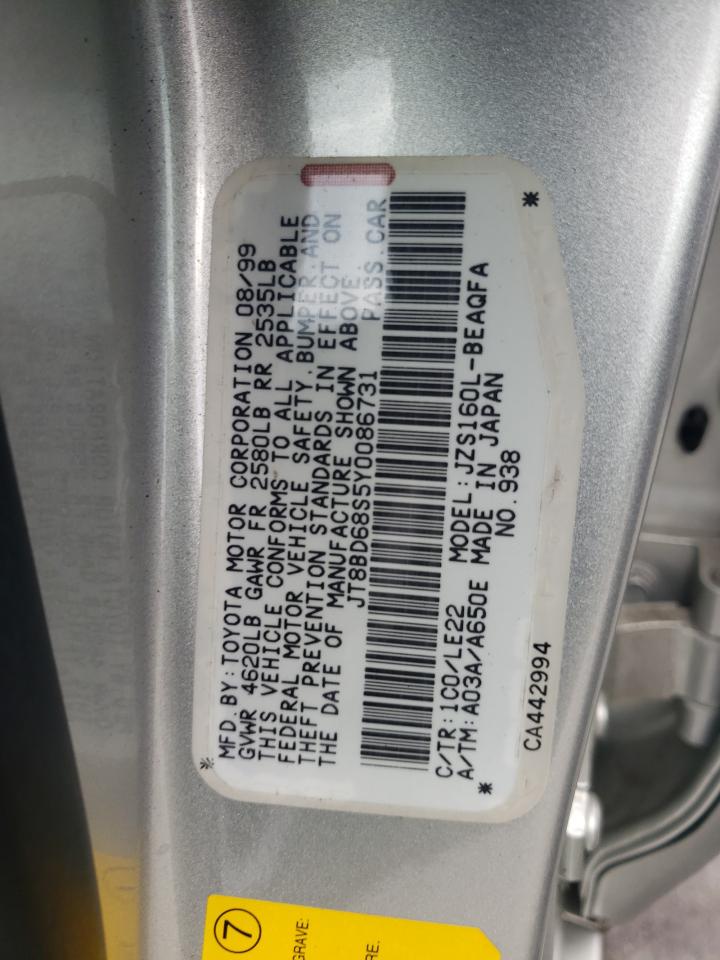 MFD. BY: TOYOTA MOTOR CORPORATION 08/99
GVWR 4620LB GAWR FR 2580LB RR 2535LB
THIS VEHICLE CONFORMS TO ALL APPLICABLE
FEDERAL MOTOR VEHICLE SAFETY, BUMPER, AND
THEFT PREVENTION STANDARDS IN EFFECT ON
THE DATE OF MANUFACTURE SHOWN ABOVE.
JT8BD68S5Y0086731 PASS. CAR
C/TR: 1C0/LE22 MODEL: JZS160L-BEAQFA
A/TM: A03A/A650E MADE IN JAPAN
NO. 938
CA442994
7
GRAVE:
RE.